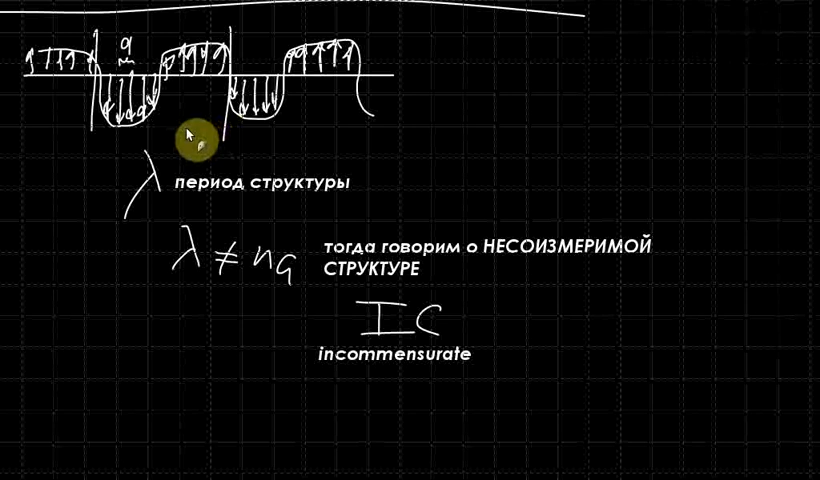 a
λ период структуры
λ ≠ na тогда говорим о НЕСОИЗМЕРИМОЙ
СТРУКТУРЕ
IC
incommensurate